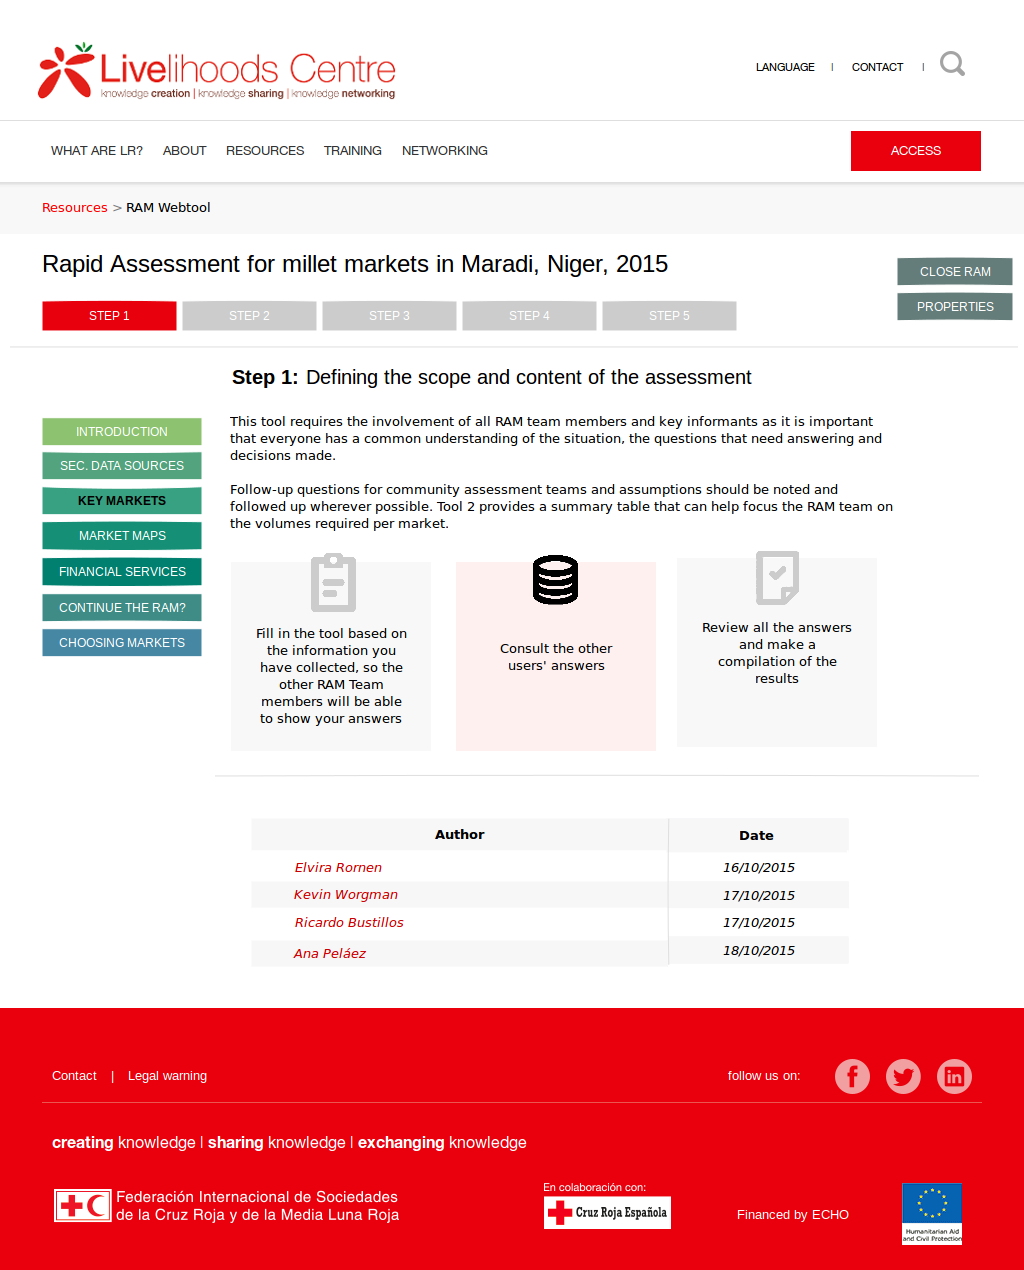 Livelihoods Centre
knowledge creation | knowledge sharing | knowledge networking
LANGUAGE | CONTACT |
WHAT ARE LR? ABOUT RESOURCES TRAINING NETWORKING ACCESS
Resources > RAM Webtool
Rapid Assessment for millet markets in Maradi, Niger, 2015
CLOSE RAM
PROPERTIES
STEP 1 STEP 2 STEP 3 STEP 4 STEP 5
Step 1: Defining the scope and content of the assessment
INTRODUCTION
SEC. DATA SOURCES
KEY MARKETS
MARKET MAPS
FINANCIAL SERVICES
CONTINUE THE RAM?
CHOOSING MARKETS
This tool requires the involvement of all RAM team members and key informants as it is important
that everyone has a common understanding of the situation, the questions that need answering and
decisions made.
Follow-up questions for community assessment teams and assumptions should be noted and
followed up wherever possible. Tool 2 provides a summary table that can help focus the RAM team on
the volumes required per market.
Fill in the tool based on
the information you
have collected, so the
other RAM Team
members will be able
to show your answers
Consult the other
users' answers
Review all the answers
and make a
compilation of the
results
Author Date
Elvira Rornen 16/10/2015
Kevin Worgman 17/10/2015
Ricardo Bustillos 17/10/2015
Ana Peláez 18/10/2015
Contact | Legal warning
follow us on:
creating knowledge | sharing knowledge | exchanging knowledge
Federación Internacional de Sociedades
de la Cruz Roja y de la Media Luna Roja
En colaboración con:
Cruz Roja Española
Financed by ECHO
Humanitarian Aid
and Civil Protection